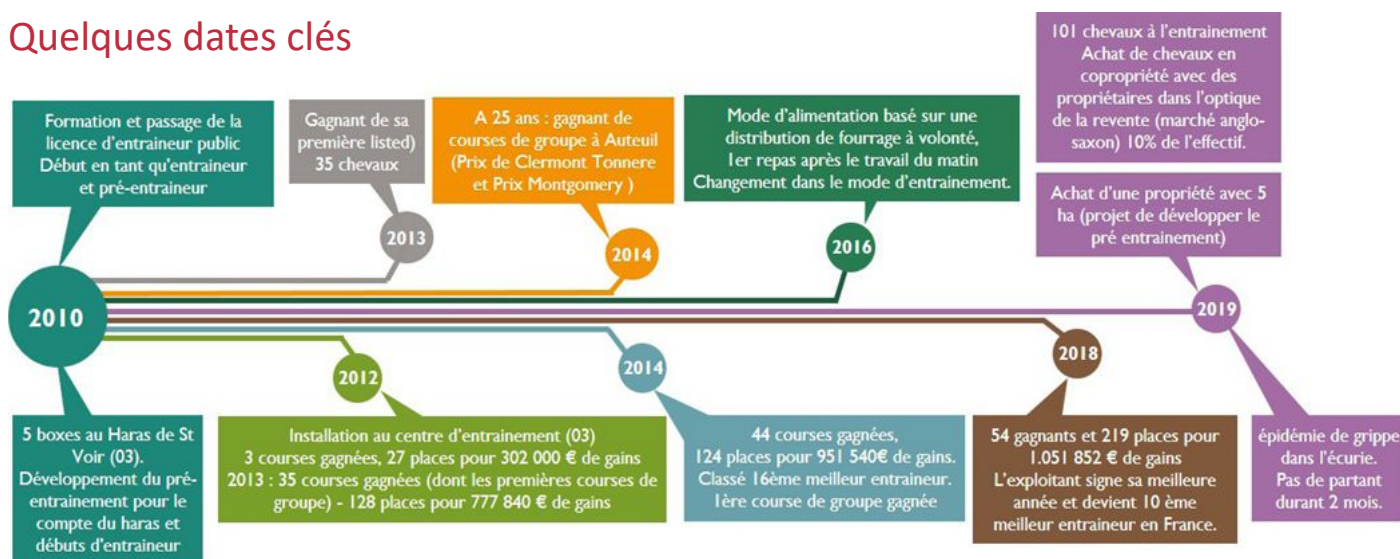 Quelques dates clés
Formation et passage de la
licence d'entraineur public
Début en tant qu'entraineur
et pré-entraineur
Gagnant de sa
première listed)
35 chevaux
A 25 ans : gagnant de
courses de groupe à Auteuil
(Prix de Clermont Tonnere
et Prix Montgomery )
Mode d'alimentation basé sur une
distribution de fourrage à volonté,
1er repas après le travail du matin
Changement dans le mode d'entrainement.
101 chevaux à l'entrainement
Achat de chevaux en
copropriété avec des
propriétaires dans l'optique
de la revente (marché anglo-
saxon) 10% de l'effectif.
Achat d'une propriété avec 5
ha (projet de développer le
pré entrainement)
2013
2014
2016
2010
2019
2012
2014
2018
5 boxes au Haras de St
Voir (03).
Développement du pré-
entrainement pour le
compte du haras et
débuts d'entraineur
Installation au centre d'entrainement (03)
3 courses gagnées, 27 places pour 302 000 € de gains
2013 : 35 courses gagnées (dont les premières courses de
groupe) - 128 places pour 777 840 € de gains
44 courses gagnées,
124 places pour 951 540€ de gains.
Classé 16ème meilleur entraineur.
1ère course de groupe gagnée
54 gagnants et 219 places pour
1.051 852 € de gains
L'exploitant signe sa meilleure
année et devient 10 ème
meilleur entraineur en France.
épidémie de grippe
dans l'écurie.
Pas de partant
durant 2 mois.